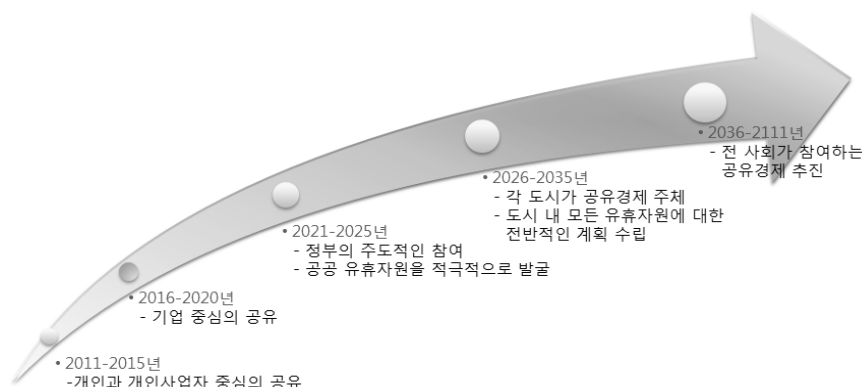 • 2011-2015년
-개인과 개인사업자 중심의 공유
• 2016-2020년
- 기업 중심의 공유
• 2021-2025년
- 정부의 주도적인 참여
- 공공 유휴자원을 적극적으로 발굴
• 2026-2035년
- 각 도시가 공유경제 주체
- 도시 내 모든 유휴자원에 대한
전반적인 계획 수립
• 2036-2111년
- 전 사회가 참여하는
공유경제 추진